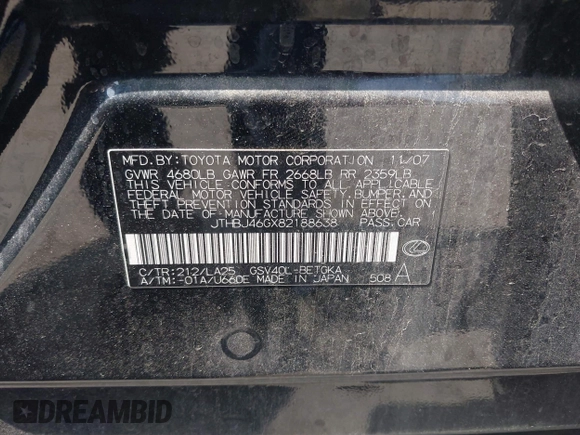 MFD. BY: TOYOTA MOTOR CORPORATION 11/07
GVWR 4680LB GAWR FR 2668LB RR 2359LB
THIS VEHICLE CONFORMS TO ALL APPLICABLE
FEDERAL MOTOR VEHICLE SAFETY, BUMPER, AND
THEFT PREVENTION STANDARDS IN EFFECT ON
THE DATE OF MANUFACTURE SHOWN ABOVE.
JTHBJ46GX82188638 PASS. CAR
C/TR: 212/LA25 GSV40L-BETGKA
A/TM: -01A/U660E MADE IN JAPAN 508 A
DREAMBID